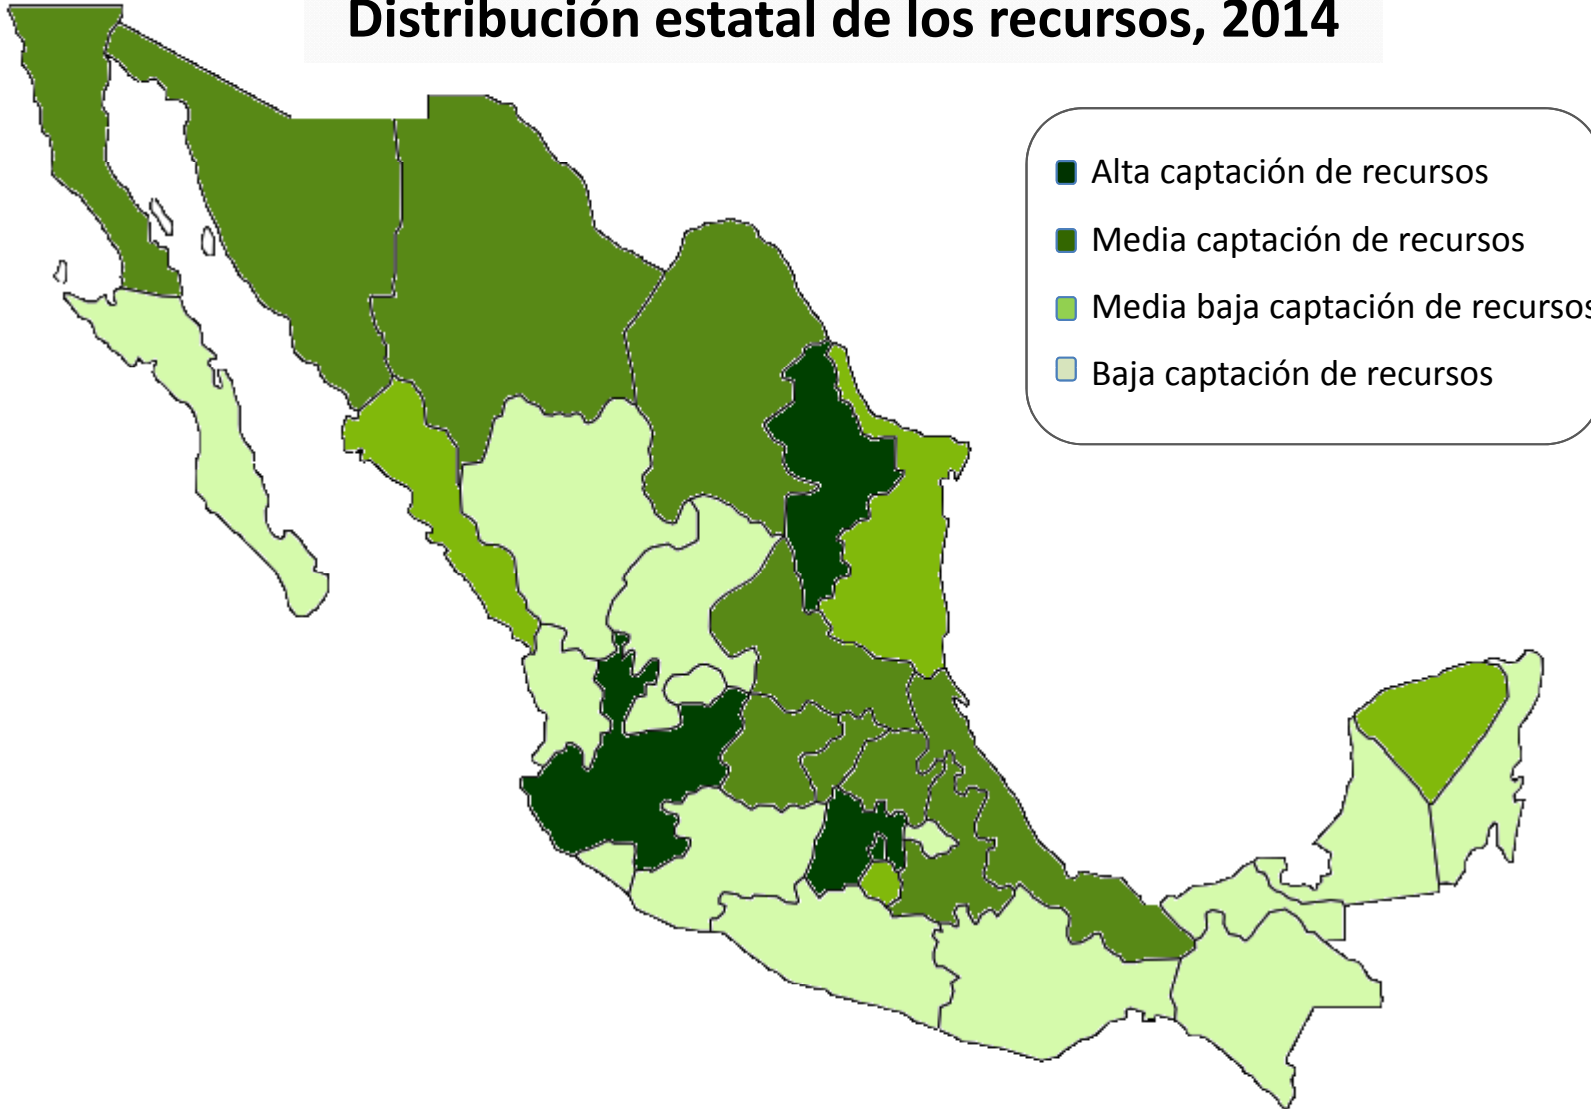 Distribución estatal de los recursos, 2014
Alta captación de recursos
Media captación de recursos
Media baja captación de recursos
Baja captación de recursos